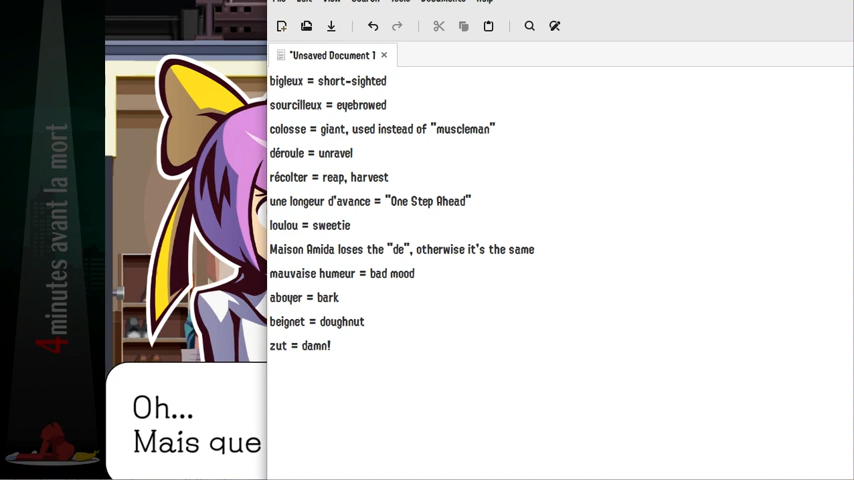 *Unsaved Document 1
bigleux = short-sighted
sourcilleux = eyebrowed
colosse = giant, used instead of "muscleman"
déroule = unravel
récolter = reap, harvest
une longeur d'avance = "One Step Ahead"
loulou = sweetie
Maison Amida loses the "de", otherwise it's the same
mauvaise humeur = bad mood
aboyer = bark
beignet = doughnut
zut = damn!
4 minutes avant la mort
Oh...
Mais que